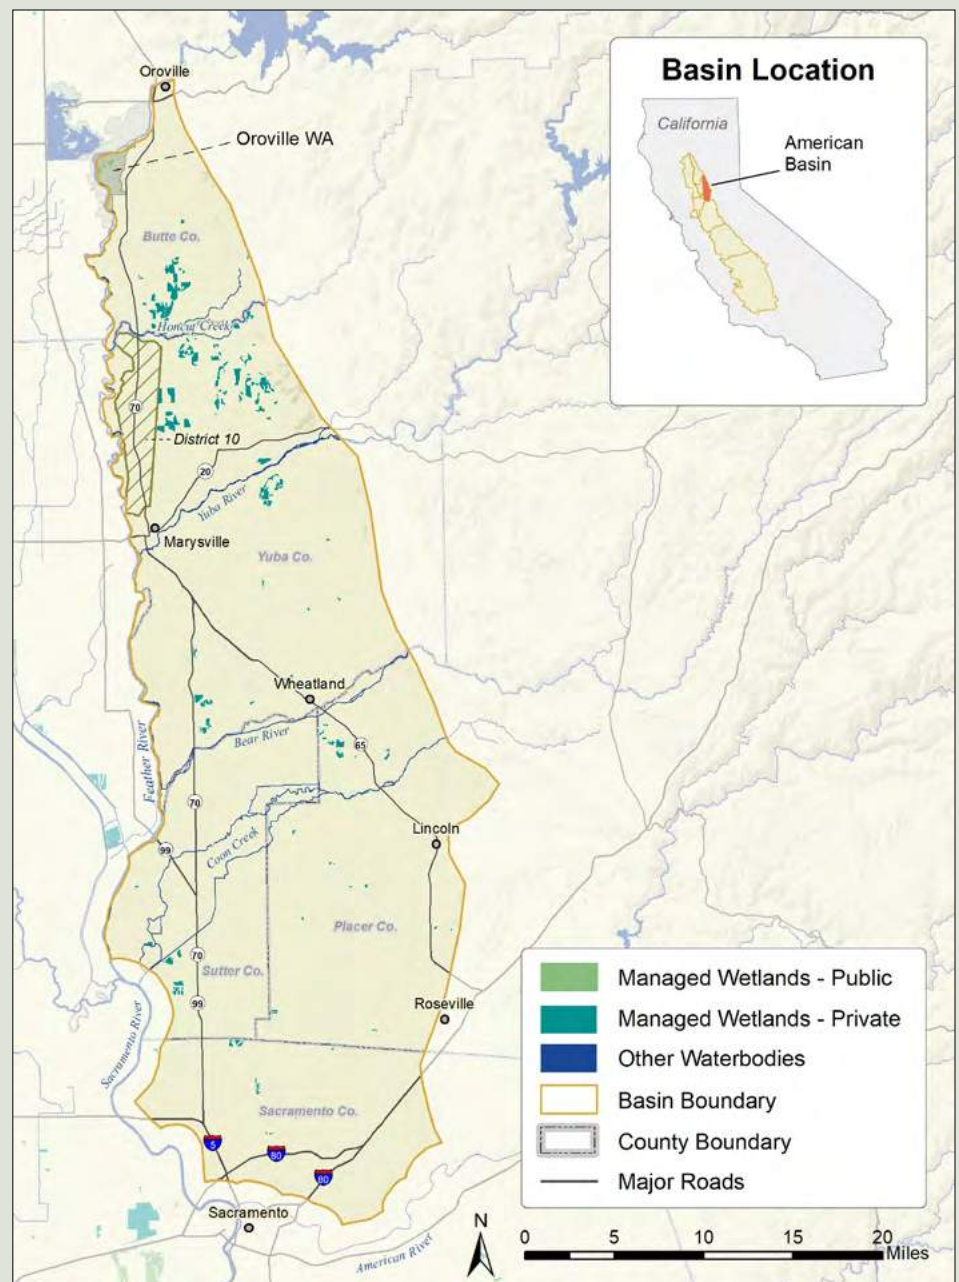 Oroville
Oroville WA
Butte Co.
Honcut Creek
70
District 10
20
Yuba River
Marysville
Yuba Co.
Wheatland
Bear River
65
Feather River
70
Coon Creek
99
Lincoln
Placer Co.
70
Sutter Co.
99
Roseville
Sacramento River
Sacramento Co.
5
80
80
Sacramento
American River
Basin Location
California
American
Basin
Managed Wetlands - Public
Managed Wetlands - Private
Other Waterbodies
Basin Boundary
County Boundary
Major Roads
N
0 5 10 15 20
Miles